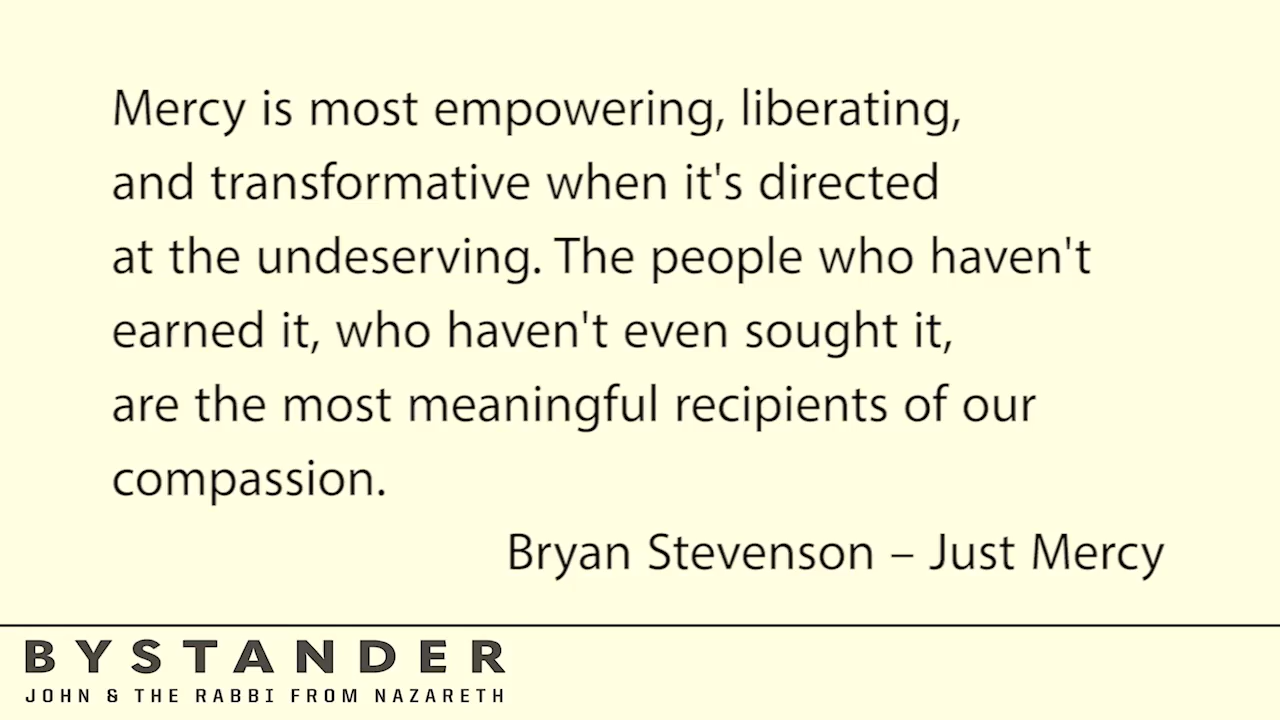 Mercy is most empowering, liberating,
and transformative when it's directed
at the undeserving. The people who haven't
earned it, who haven't even sought it,
are the most meaningful recipients of our
compassion.
Bryan Stevenson – Just Mercy
BYSTANDER
JOHN & THE RABBI FROM NAZARETH